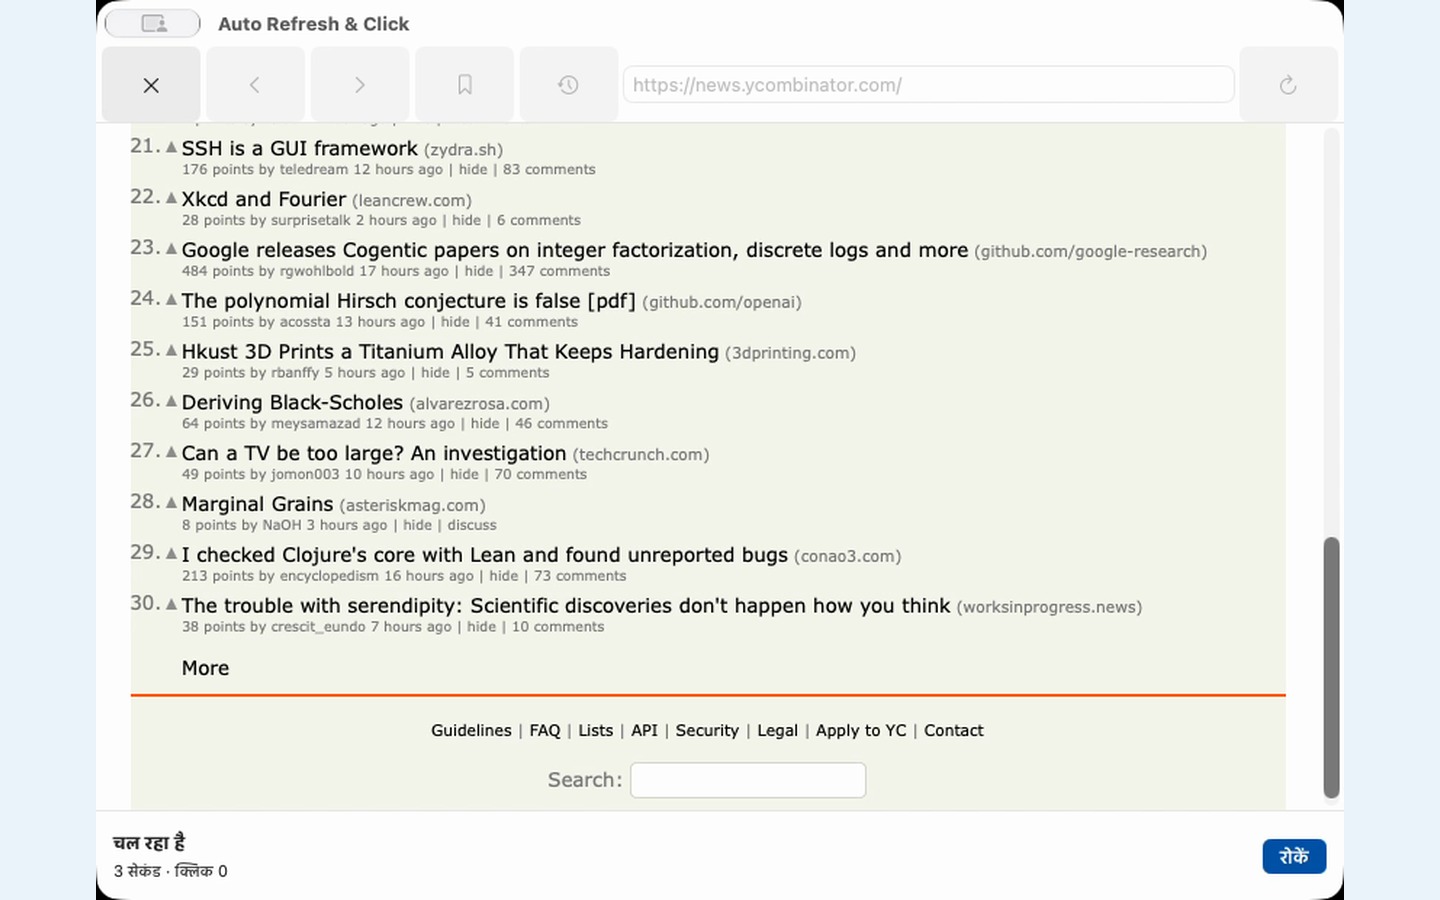 Auto Refresh & Click
https://news.ycombinator.com/
21. ▲ SSH is a GUI framework (zydra.sh)
176 points by teledream 12 hours ago | hide | 83 comments
22. ▲ Xkcd and Fourier (leancrew.com)
28 points by surprisetalk 2 hours ago | hide | 6 comments
23. ▲ Google releases Cogentic papers on integer factorization, discrete logs and more (github.com/google-research)
484 points by rgwohlbold 17 hours ago | hide | 347 comments
24. ▲ The polynomial Hirsch conjecture is false [pdf] (github.com/openai)
151 points by acossta 13 hours ago | hide | 41 comments
25. ▲ Hkust 3D Prints a Titanium Alloy That Keeps Hardening (3dprinting.com)
29 points by rbanffy 5 hours ago | hide | 5 comments
26. ▲ Deriving Black-Scholes (alvarezrosa.com)
64 points by meysamazad 12 hours ago | hide | 46 comments
27. ▲ Can a TV be too large? An investigation (techcrunch.com)
49 points by jomon003 10 hours ago | hide | 70 comments
28. ▲ Marginal Grains (asteriskmag.com)
8 points by NaOH 3 hours ago | hide | discuss
29. ▲ I checked Clojure's core with Lean and found unreported bugs (conao3.com)
213 points by encyclopedism 16 hours ago | hide | 73 comments
30. ▲ The trouble with serendipity: Scientific discoveries don't happen how you think (worksinprogress.news)
38 points by crescit_eundo 7 hours ago | hide | 10 comments
More
Guidelines | FAQ | Lists | API | Security | Legal | Apply to YC | Contact
Search:
चल रहा है
3 सेकंड · क्लिक 0
रोकें